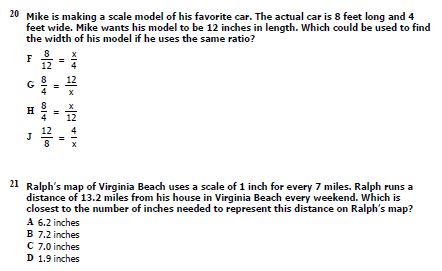 20 Mike is making a scale model of his favorite car. The actual car is 8 feet long and 4
feet wide. Mike wants his model to be 12 inches in length. Which could be used to find
the width of his model if he uses the same ratio?
F 8/12 = x/4
G 8/4 = 12/x
H 8/4 = x/12
J 12/8 = 4/x
21 Ralph's map of Virginia Beach uses a scale of 1 inch for every 7 miles. Ralph runs a
distance of 13.2 miles from his house in Virginia Beach every weekend. Which is
closest to the number of inches needed to represent this distance on Ralph's map?
A 6.2 inches
B 7.2 inches
C 7.0 inches
D 1.9 inches